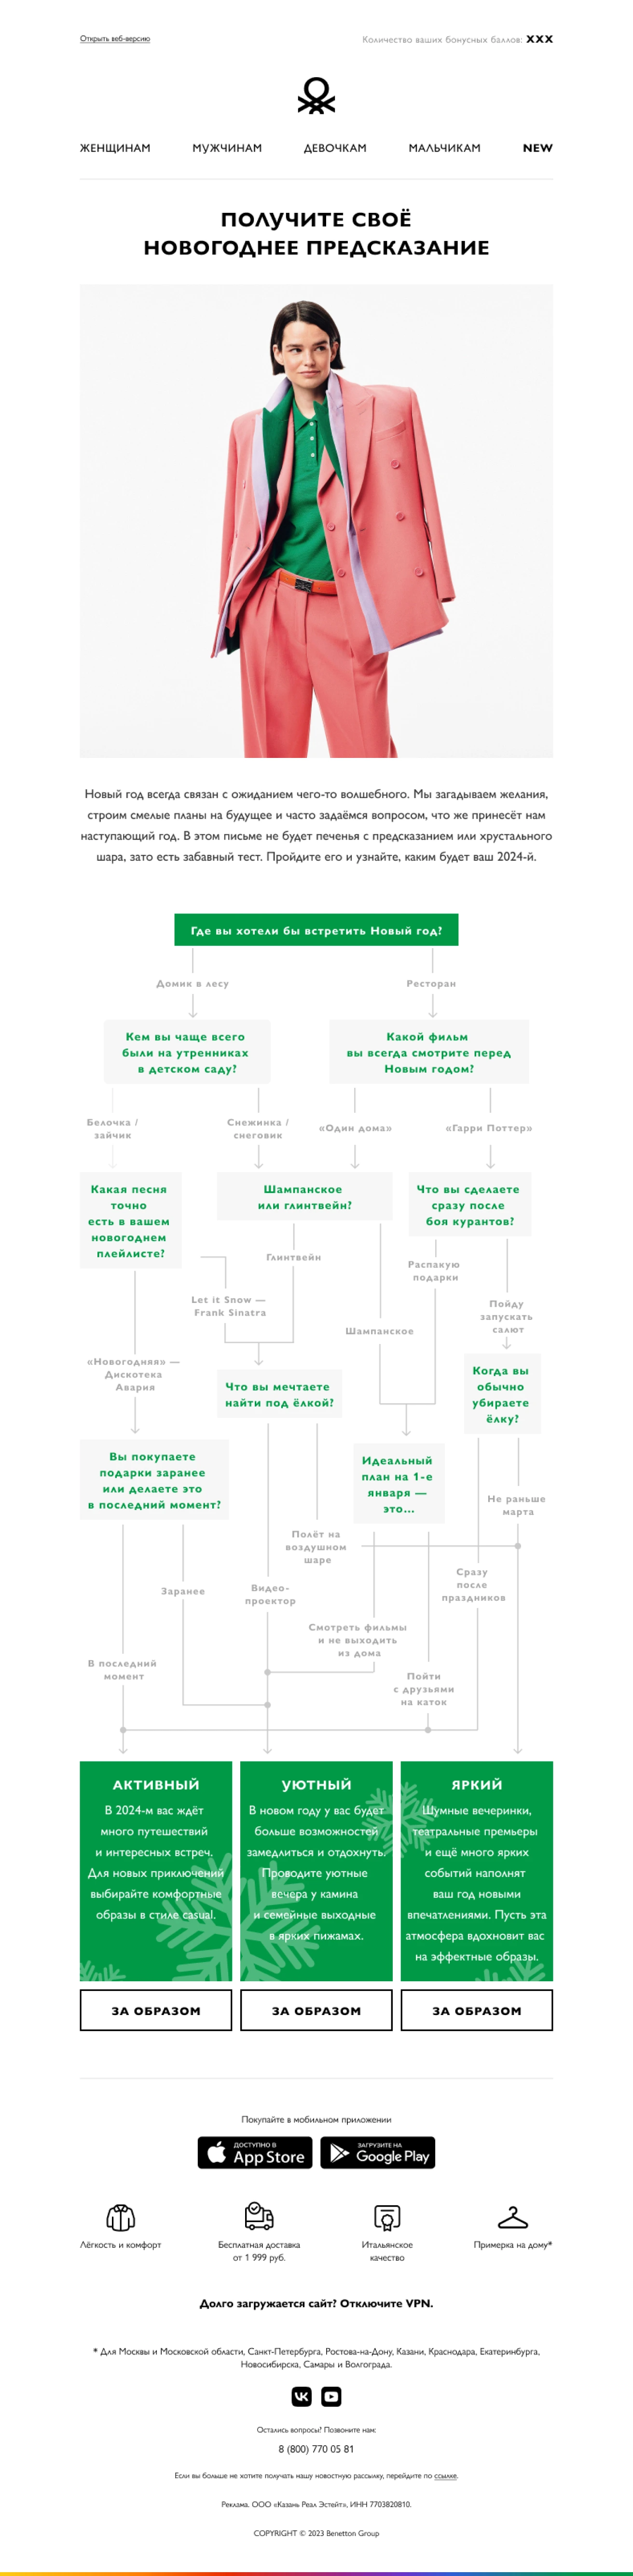 Открыть веб-версию
Количество ваших бонусных баллов: XXX
ЖЕНЩИНАМ
МУЖЧИНАМ
ДЕВОЧКАМ
МАЛЬЧИКАМ
NEW
ПОЛУЧИТЕ СВОЁ
НОВОГОДНЕЕ ПРЕДСКАЗАНИЕ
Новый год всегда связан с ожиданием чего-то волшебного. Мы загадываем желания,
строим смелые планы на будущее и часто задаёмся вопросом, что же принесёт нам
наступающий год. В этом письме не будет печенья с предсказанием или хрустального
шара, зато есть забавный тест. Пройдите его и узнайте, каким будет ваш 2024-й.
Где вы хотели бы встретить Новый год?
Домик в лесу
Ресторан
Кем вы чаще всего
были на утренниках
в детском саду?
Какой фильм
вы всегда смотрите перед
Новым годом?
Белочка /
зайчик
Снежинка /
снеговик
«Один дома»
«Гарри Поттер»
Какая песня
точно
есть в вашем
новогоднем
плейлисте?
Шампанское
или глинтвейн?
Что вы сделаете
сразу после
боя курантов?
Глинтвейн
Распакую
подарки
Let it Snow —
Frank Sinatra
Пойду
запускать
салют
Шампанское
«Новогодняя» —
Дискотека
Авария
Что вы мечтаете
найти под ёлкой?
Когда вы
обычно
убираете
ёлку?
Вы покупаете
подарки заранее
или делаете это
в последний момент?
Идеальный
план на 1-е
января —
это...
Не раньше
марта
Полёт на
воздушном
шаре
Заранее
Видео-
проектор
Сразу
после
праздников
Смотреть фильмы
и не выходить
из дома
В последний
момент
Пойти
с друзьями
на каток
АКТИВНЫЙ
В 2024-м вас ждёт
много путешествий
и интересных встреч.
Для новых приключений
выбирайте комфортные
образы в стиле casual.
УЮТНЫЙ
В новом году у вас будет
больше возможностей
замедлиться и отдохнуть.
Проводите уютные
вечера у камина
и семейные выходные
в ярких пижамах.
ЯРКИЙ
Шумные вечеринки,
театральные премьеры
и ещё много ярких
событий наполнят
ваш год новыми
впечатлениями. Пусть эта
атмосфера вдохновит вас
на эффектные образы.
ЗА ОБРАЗОМ
ЗА ОБРАЗОМ
ЗА ОБРАЗОМ
Покупайте в мобильном приложении
ДОСТУПНО В
App Store
ЗАГРУЗИТЕ НА
Google Play
Лёгкость и комфорт
Бесплатная доставка
от 1 999 руб.
Итальянское
качество
Примерка на дому*
Долго загружается сайт? Отключите VPN.
* Для Москвы и Московской области, Санкт-Петербурга, Ростова-на-Дону, Казани, Краснодара, Екатеринбурга,
Новосибирска, Самары и Волгограда.
Остались вопросы? Позвоните нам:
8 (800) 770 05 81
Если вы больше не хотите получать нашу новостную рассылку, перейдите по ссылке.
Реклама. ООО «Казань Реал Эстейт», ИНН 7703820810.
COPYRIGHT © 2023 Benetton Group